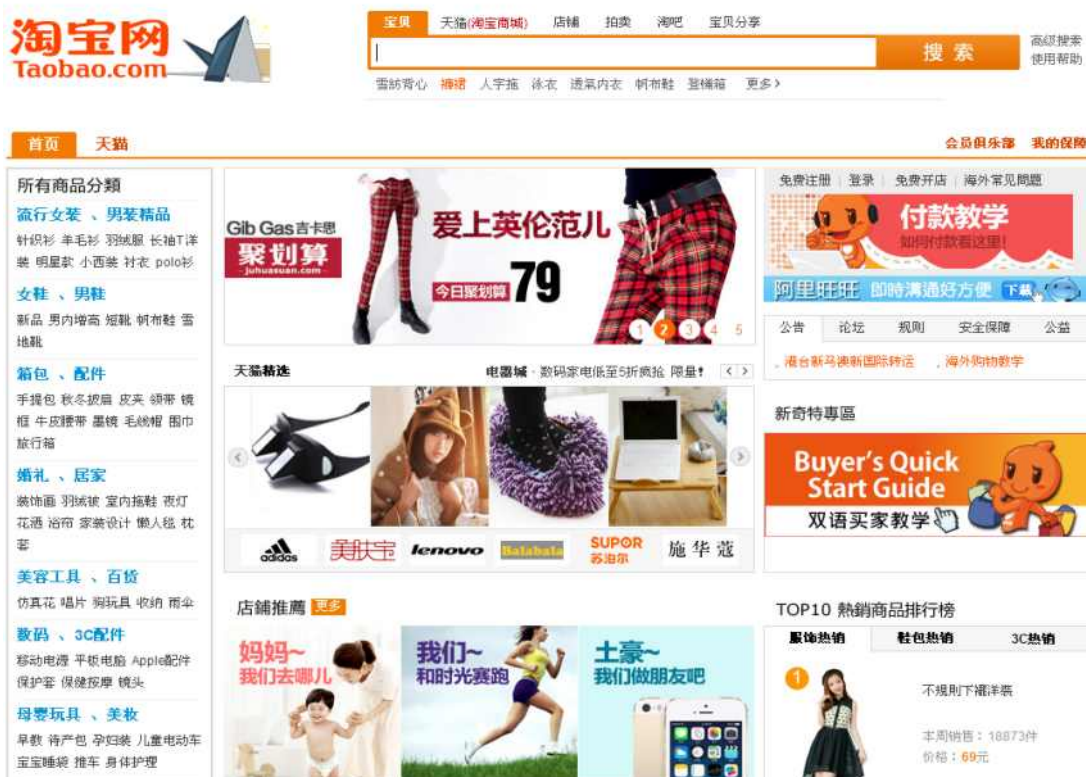 淘宝网
Taobao.com
宝贝 天猫(淘宝商城) 店铺 拍卖 淘吧 宝贝分享
搜 索
高级搜索
使用帮助
雪纺背心 裤裙 人字拖 泳衣 透氣内衣 帆布鞋 登機箱 更多>
首页 天猫
会员俱乐部 我的保障
所有商品分類
流行女装 、男装精品
针织衫 羊毛衫 羽绒服 长袖T洋
装 明星款 小西装 衬衣 polo衫
女鞋 、男鞋
新品 男内增高 短靴 帆布鞋 雪
地靴
箱包 、配件
手提包 秋冬披肩 皮夹 领带 镜
框 牛皮腰带 墨镜 毛线帽 围巾
旅行箱
婚礼 、居家
装饰画 羽绒被 室内拖鞋 夜灯
花洒 浴帘 家装设计 懒人毯 枕
套
美容工具 、百货
仿真花 唱片 狗玩具 收纳 雨伞
数码 、3C配件
移动电源 平板电脑 Apple配件
保护套 保健按摩 镜头
母婴玩具 、美妆
早教 待产包 孕妇装 儿童电动车
宝宝睡袋 推车 身体护理
Gib Gas吉卡思
聚划算
juhuasuan.com
爱上英伦范儿
今日聚划算 79
1 2 3 4 5
天猫精选
电器城 · 数码家电低至5折疯抢 限量!
adidas
美肤宝
lenovo
Balabala
SUPOR
苏泊尔
施华蔻
店鋪推薦 更多
妈妈~
我们去哪儿
我们~
和时光赛跑
土豪~
我们做朋友吧
免费注册 | 登录 | 免费开店 | 海外常见問題
付款教学
如何付款看这里!
阿里旺旺 即時溝通好方便 下載
公告 论坛 规则 安全保障 公益
港台新马澳新国际转运 海外购物教学
新奇特專區
Buyer's Quick
Start Guide
双语买家教学
TOP10 熱銷商品排行榜
服饰热销 鞋包热销 3C热销
1
不規則下襬洋裝
本周销售：18873件
价格：69元